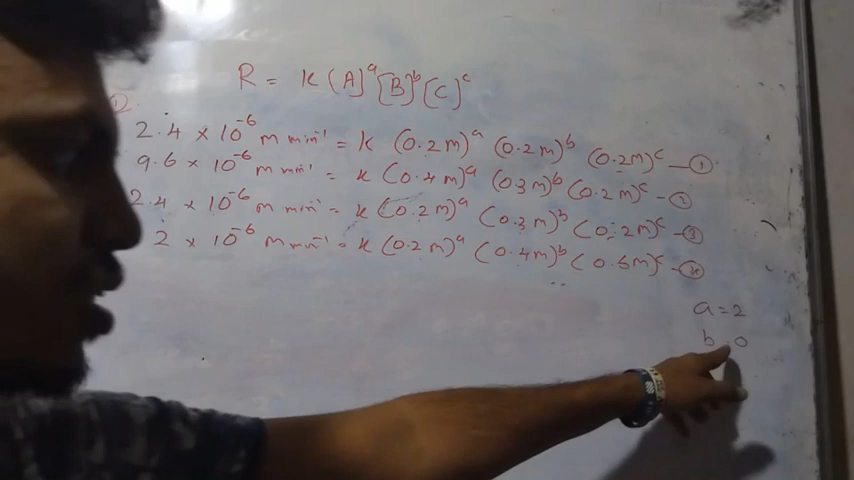 R = k (A)^a [B]^b (C)^c
①
2.4 × 10^-6 m min^-1 = k (0.2m)^a (0.2m)^b (0.2m)^c —①
9.6 × 10^-6 m min^-1 = k (0.4m)^a (0.3m)^b (0.2m)^c —②
2.4 × 10^-6 m min^-1 = k (0.2m)^a (0.3m)^b (0.2m)^c —③
2 × 10^-6 m min^-1 = k (0.2m)^a (0.4m)^b (0.6m)^c —④
a = 2
b = 0